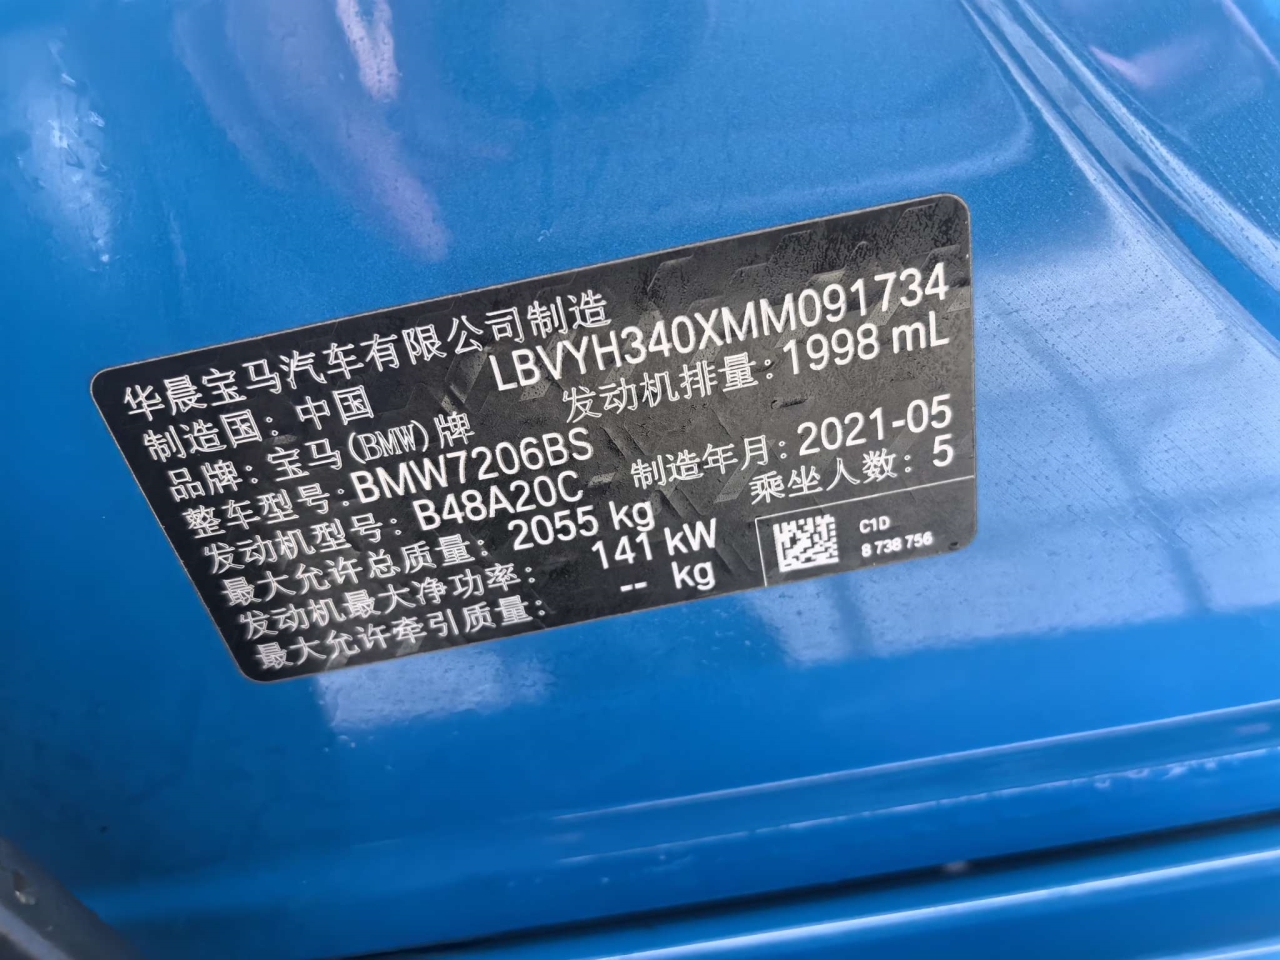 华晨宝马汽车有限公司制造
制造国：中国 LBVYH340XMM091734
品牌：宝马(BMW)牌 发动机排量：1998 mL
整车型号：BMW7206BS
发动机型号：B48A20C 制造年月：2021-05
最大允许总质量：2055 kg 乘坐人数：5
发动机最大净功率：141 kW
最大允许牵引质量：-- kg
C1D
8 738 756